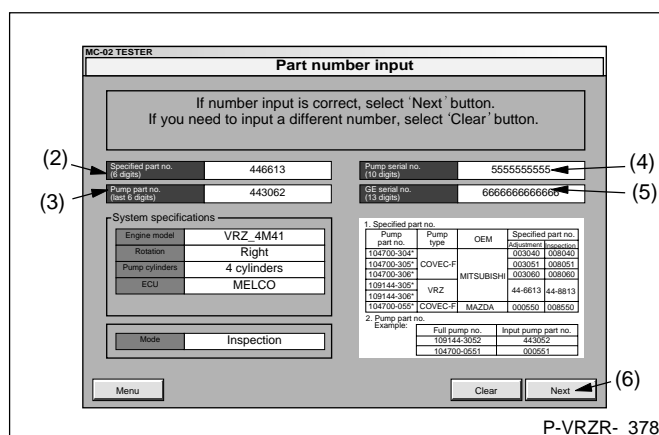 MC-02 TESTER
Part number input
If number input is correct, select ‘Next’ button.
If you need to input a different number, select ‘Clear’ button.
(2)
Specified part no.
(6 digits)
446613
Pump serial no.
(10 digits)
5555555555
(4)
(3)
Pump part no.
(last 6 digits)
443062
GE serial no.
(13 digits)
6666666666666
(5)
System specifications
Engine model VRZ_4M41
Rotation Right
Pump cylinders 4 cylinders
ECU MELCO
Mode Inspection
1. Specified part no.
Pump part no. Pump type OEM Specified part no.
Adjustment Inspection
104700-304* COVEC-F MITSUBISHI 003040 008040
104700-305* 003051 008051
104700-306* 003060 08060
109144-305* VRZ 44-6613 44-8813
109144-306*
104700-055* COVEC-F MAZDA 000550 008550
2. Pump part no.
Example:
Full pump no. Input pump part no.
109144-3052 443052
104700-0551 000551
Menu
Clear
Next
(6)
P-VRZR- 378